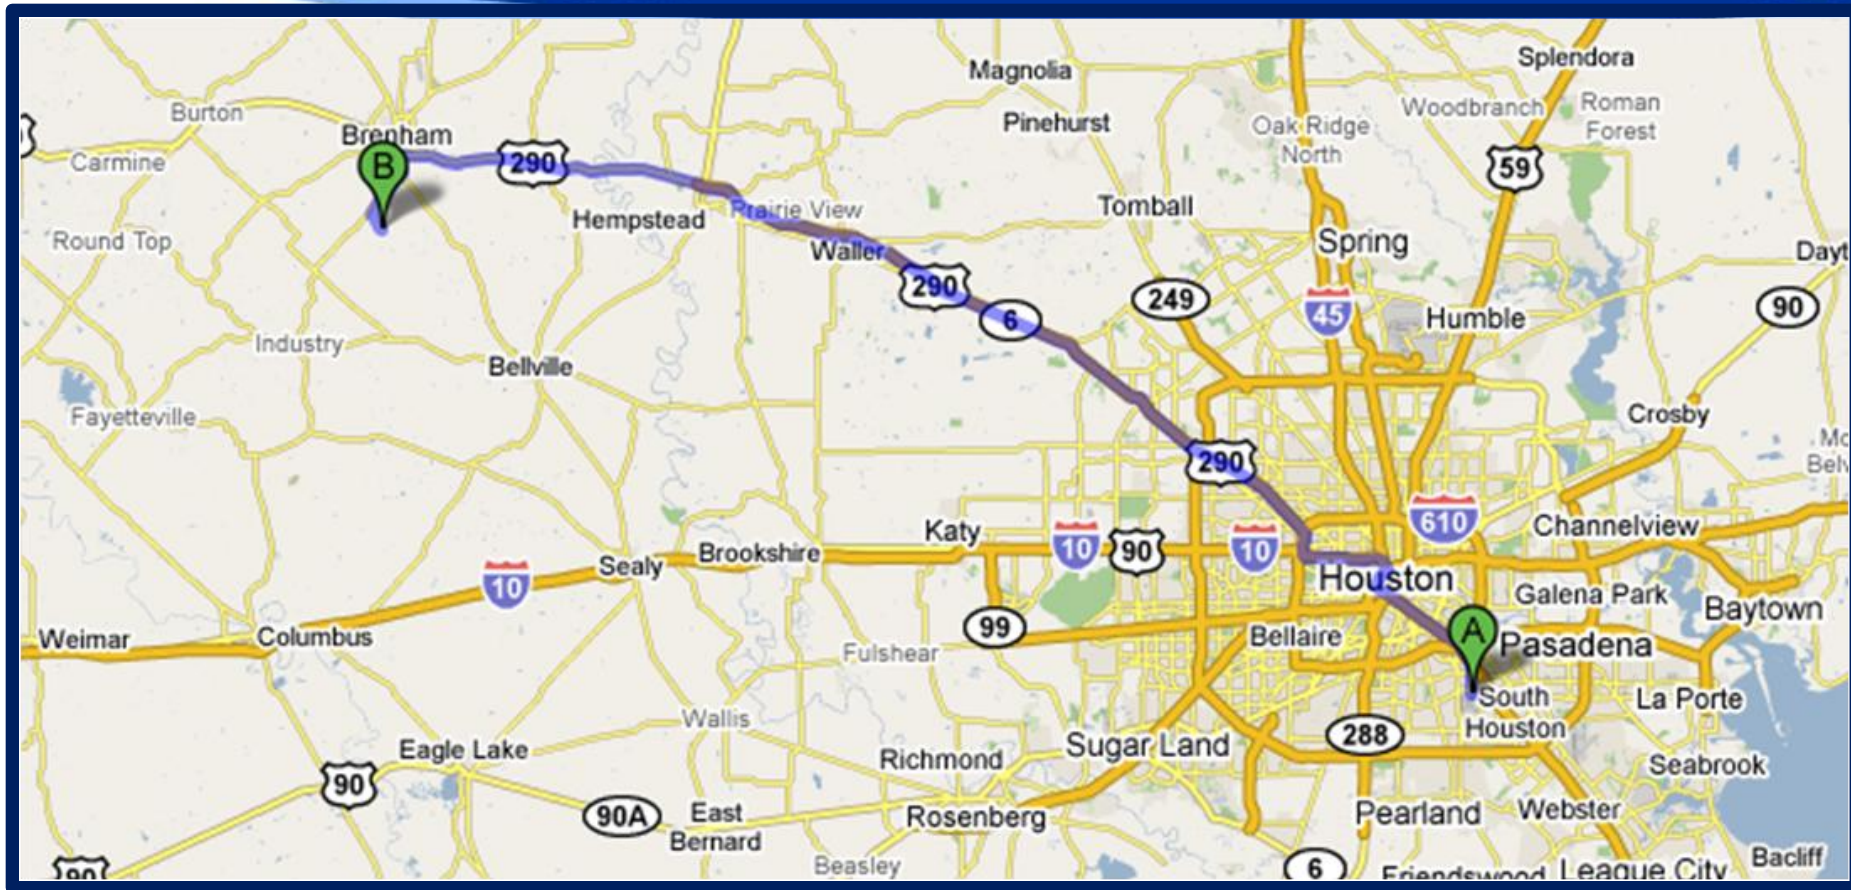 Magnolia
Splendora
Burton
Woodbranch
Roman
Forest
Pinehurst
Oak Ridge
North
Brenham
Carmine
B
290
59
Prairie View
Tomball
Hempstead
Round Top
Spring
Waller
290
6
249
45
Humble
90
Industry
Bellville
Fayetteville
Crosby
290
610
Channelview
Katy
10
90
10
Brookshire
Sealy
10
Houston
Galena Park
Baytown
99
Bellaire
A
Pasadena
Weimar
Columbus
Fulshear
South
Houston
La Porte
Wallis
288
Eagle Lake
Sugar Land
Richmond
Seabrook
90
90A
East
Bernard
Rosenberg
Pearland
Webster
Beasley
6
Friendswood
League City
Bacliff
90